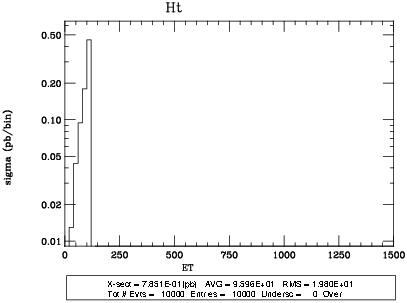 Ht
sigma (pb/bin)
0.50
0.20
0.10
0.05
0.02
0.01
0 250 500 750 1000 1250 1500
ET
X-sect = 7.851E-01(pb) AVG = 9.596E+01 RMS = 1.980E+01
Tot # Evts = 10000 Entries = 10000 Undersc = 0 Over